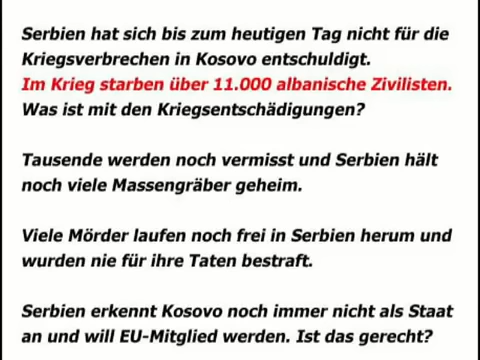 Serbien hat sich bis zum heutigen Tag nicht für die
Kriegsverbrechen in Kosovo entschuldigt.
Im Krieg starben über 11.000 albanische Zivilisten.
Was ist mit den Kriegsentschädigungen?
Tausende werden noch vermisst und Serbien hält
noch viele Massengräber geheim.
Viele Mörder laufen noch frei in Serbien herum und
wurden nie für ihre Taten bestraft.
Serbien erkennt Kosovo noch immer nicht als Staat
an und will EU-Mitglied werden. Ist das gerecht?